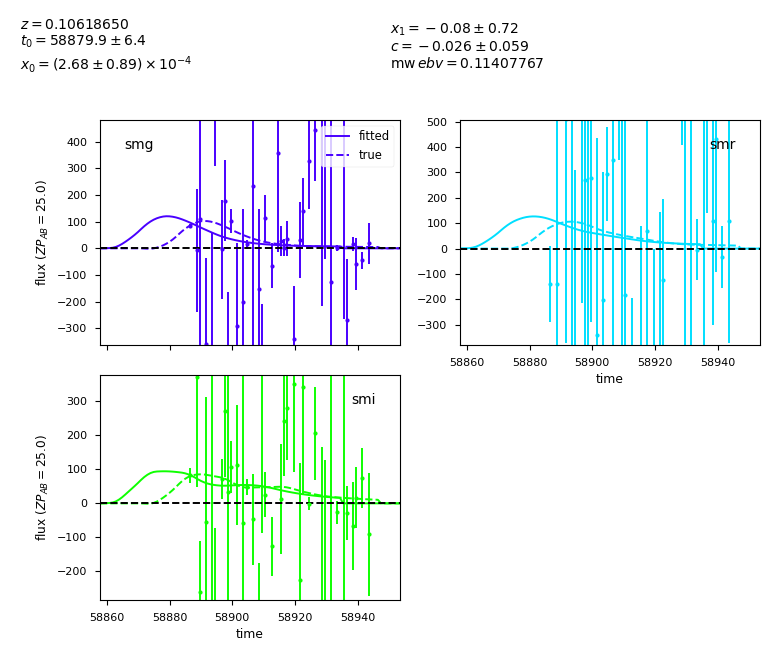 z = 0.10618650
t₀ = 58879.9 ± 6.4
x₀ = (2.68 ± 0.89) × 10⁻⁴
x₁ = −0.08 ± 0.72
c = −0.026 ± 0.059
mw ebv = 0.11407767
smg
fitted
true
flux (ZP_AB = 25.0)
400
300
200
100
0
−100
−200
−300
smr
500
400
300
200
100
0
−100
−200
−300
58860 58880 58900 58920 58940
time
smi
flux (ZP_AB = 25.0)
300
200
100
0
−100
−200
58860 58880 58900 58920 58940
time